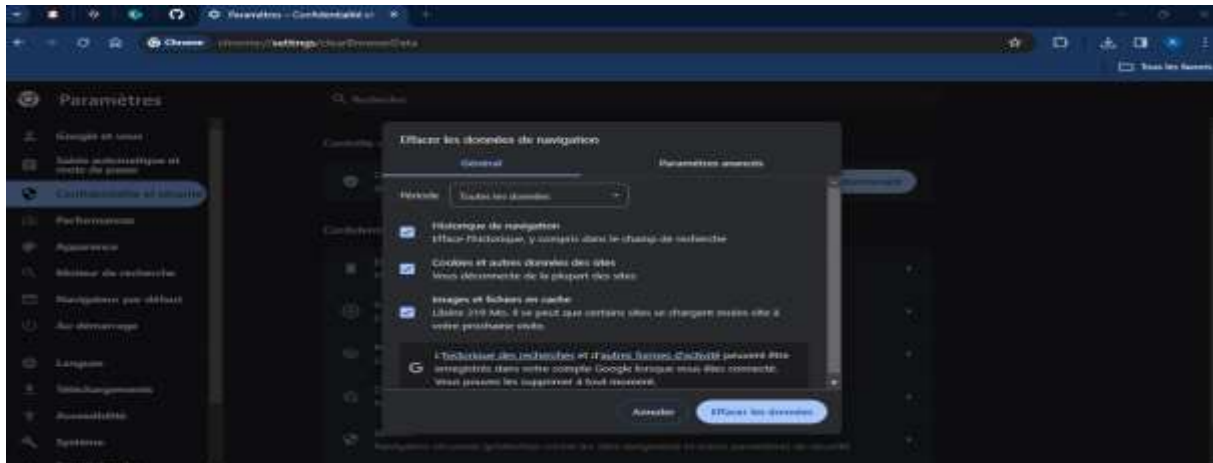 Paramètres – Confidentialité
Chrome
chrome://settings/clearBrowserData
Tous les favoris
Paramètres
Rechercher
Google et vous
Saisie automatique et
mots de passe
Confidentialité et sécurité
Performances
Apparence
Moteur de recherche
Navigateur par défaut
Au démarrage
Langues
Téléchargements
Accessibilité
Système
Effacer les données de navigation
Général
Paramètres avancés
Période
Toutes les données
Historique de navigation
Efface l'historique, y compris dans le champ de recherche
Cookies et autres données des sites
Vous déconnecte de la plupart des sites
Images et fichiers en cache
Libère 319 Mo. Il se peut que certains sites se chargent moins vite à
votre prochaine visite.
L'historique des recherches et d'autres formes d'activité peuvent être
enregistrés dans votre compte Google lorsque vous êtes connecté.
Vous pouvez les supprimer à tout moment.
Annuler
Effacer les données